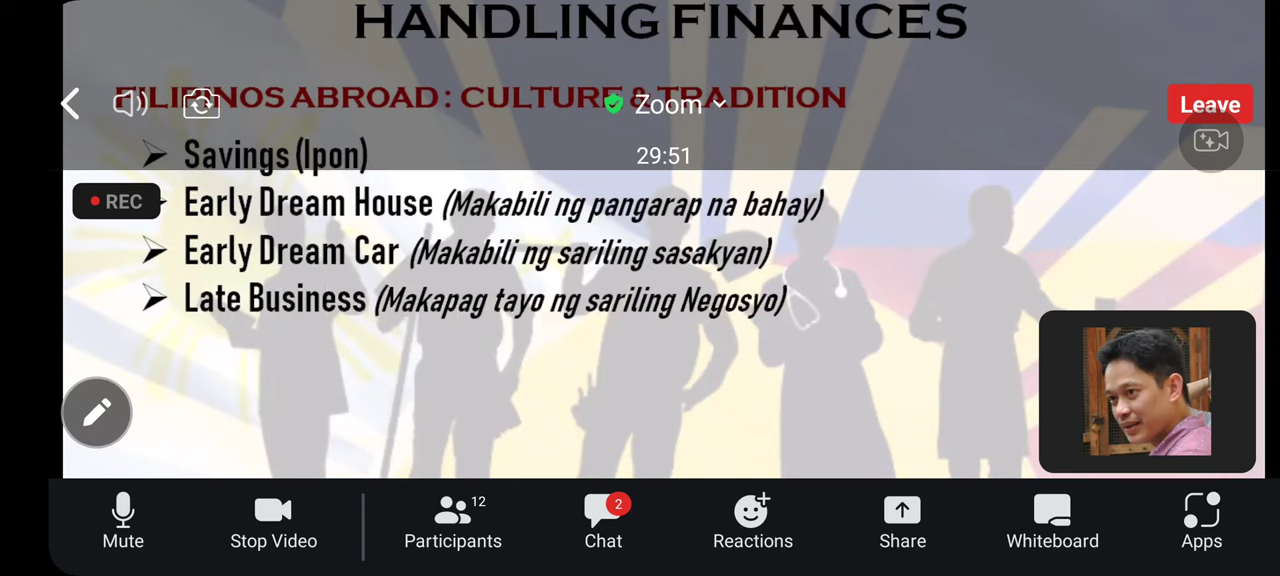 HANDLING FINANCES
FILIPINOS ABROAD: CULTURE & TRADITION
Zoom
Leave
Savings (Ipon)
29:51
REC
Early Dream House (Makabili ng pangarap na bahay)
Early Dream Car (Makabili ng sariling sasakyan)
Late Business (Makapag tayo ng sariling Negosyo)
Mute
Stop Video
Participants 12
Chat 2
Reactions
Share
Whiteboard
Apps